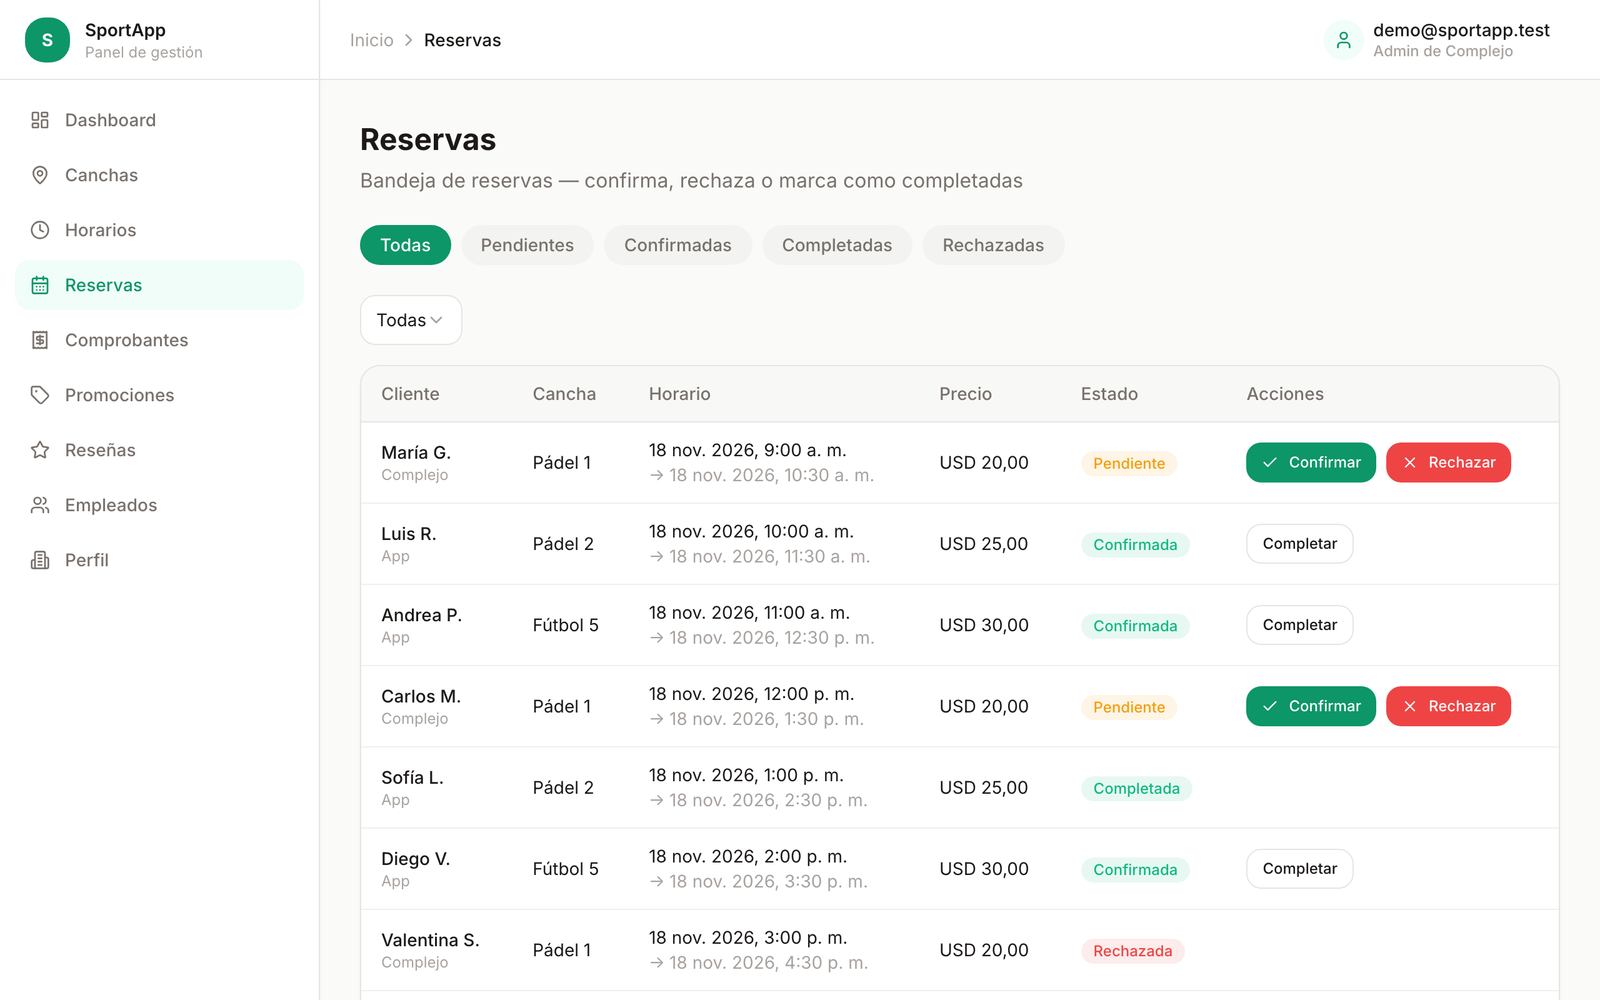 S
SportApp
Panel de gestión
Inicio > Reservas
demo@sportapp.test
Admin de Complejo
Dashboard
Canchas
Horarios
Reservas
Comprobantes
Promociones
Reseñas
Empleados
Perfil
Reservas
Bandeja de reservas — confirma, rechaza o marca como completadas
Todas Pendientes Confirmadas Completadas Rechazadas
Todas
Cliente Cancha Horario Precio Estado Acciones
María G.
Complejo
Pádel 1
18 nov. 2026, 9:00 a. m.
→ 18 nov. 2026, 10:30 a. m.
USD 20,00
Pendiente
Confirmar
Rechazar
Luis R.
App
Pádel 2
18 nov. 2026, 10:00 a. m.
→ 18 nov. 2026, 11:30 a. m.
USD 25,00
Confirmada
Completar
Andrea P.
App
Fútbol 5
18 nov. 2026, 11:00 a. m.
→ 18 nov. 2026, 12:30 p. m.
USD 30,00
Confirmada
Completar
Carlos M.
Complejo
Pádel 1
18 nov. 2026, 12:00 p. m.
→ 18 nov. 2026, 1:30 p. m.
USD 20,00
Pendiente
Confirmar
Rechazar
Sofía L.
App
Pádel 2
18 nov. 2026, 1:00 p. m.
→ 18 nov. 2026, 2:30 p. m.
USD 25,00
Completada
Diego V.
App
Fútbol 5
18 nov. 2026, 2:00 p. m.
→ 18 nov. 2026, 3:30 p. m.
USD 30,00
Confirmada
Completar
Valentina S.
Complejo
Pádel 1
18 nov. 2026, 3:00 p. m.
→ 18 nov. 2026, 4:30 p. m.
USD 20,00
Rechazada